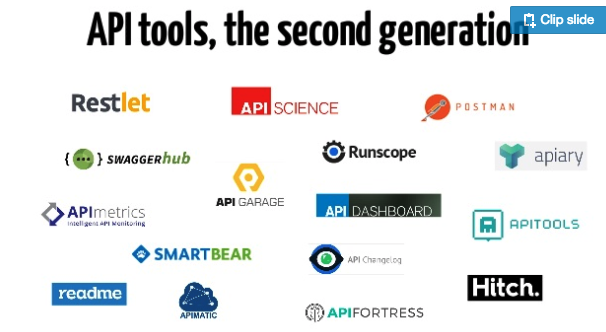 API tools, the second generation
Clip slide
Restlet
API SCIENCE
POSTMAN
{···} SWAGGERhub
Runscope
apiary
API GARAGE
APImetrics
Intelligent API Monitoring
API DASHBOARD
APITOOLS
SMARTBEAR
API Changelog
readme
APIMATIC
APIFORTRESS
Hitch.